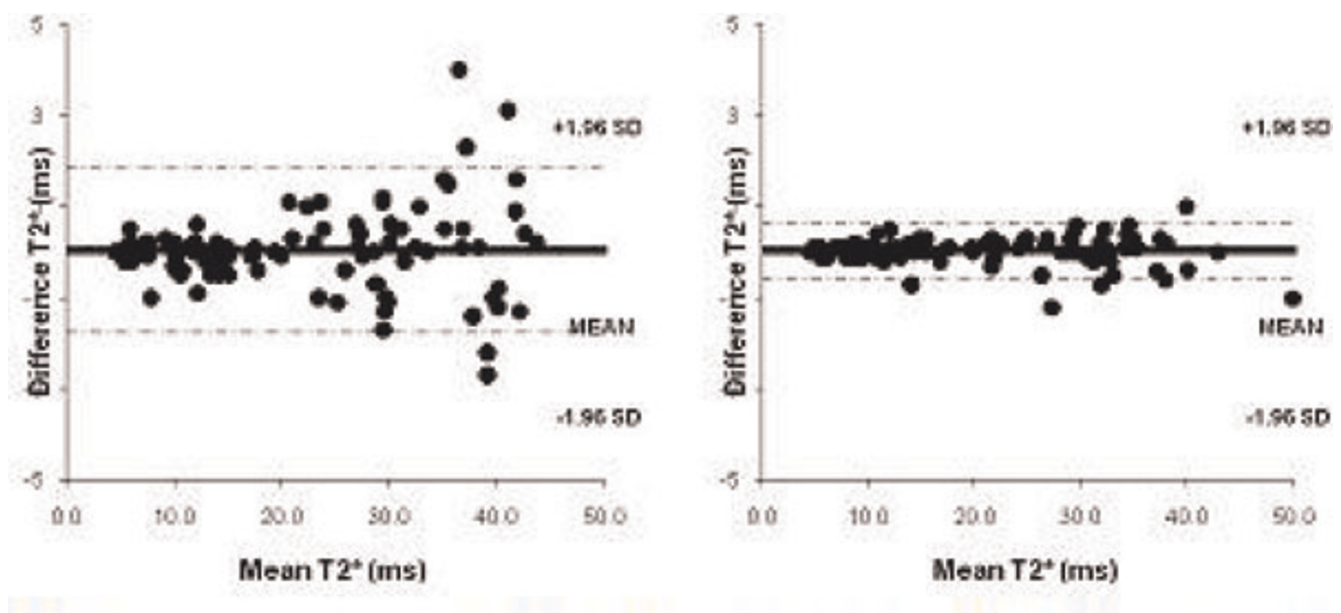 5
3
-1
-5
Difference T2* (ms)
+1.96 SD
MEAN
-1.96 SD
0.0 10.0 20.0 30.0 40.0 50.0
Mean T2* (ms)
5
3
-1
-5
Difference T2* (ms)
+1.96 SD
MEAN
-1.96 SD
0.0 10.0 20.0 30.0 40.0 50.0
Mean T2* (ms)